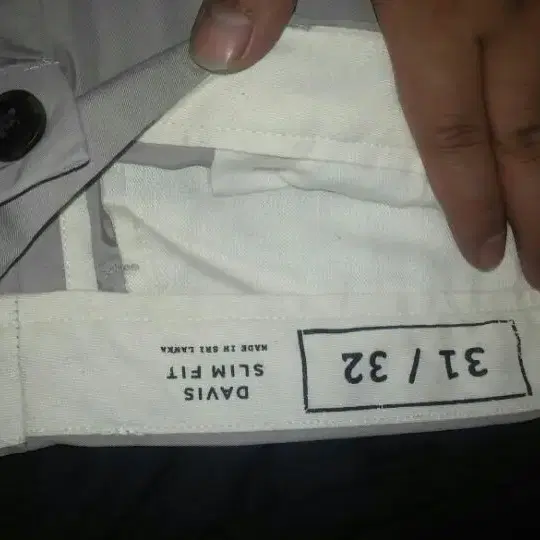 31 / 32
DAVIS
SLIM FIT
MADE IN SRI LANKA